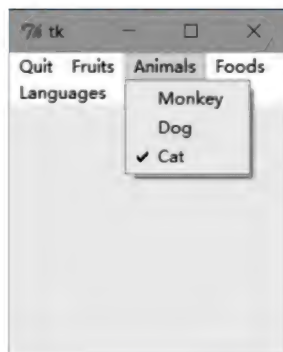 tk
Quit Fruits Animals Foods
Languages
Monkey
Dog
Cat